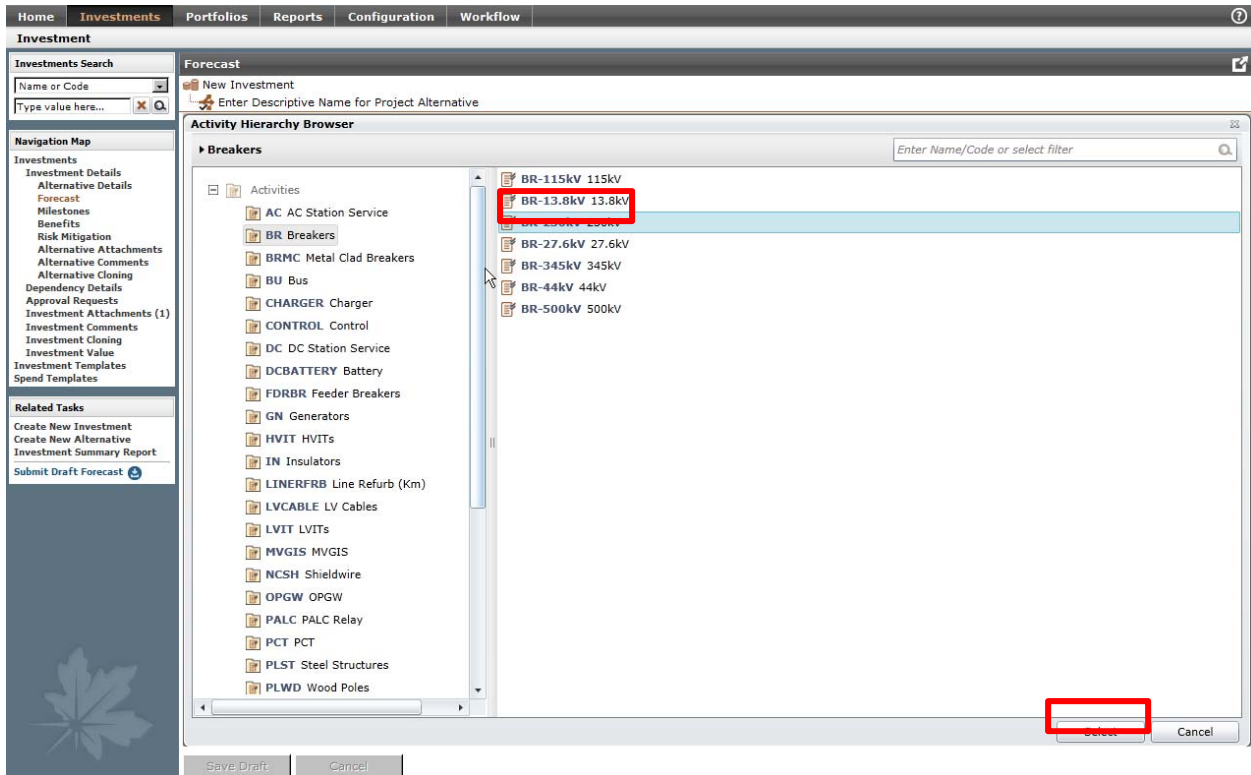 Home Investments Portfolios Reports Configuration Workflow
Investment
Investments Search
Name or Code
Type value here...
Navigation Map
Investments
Investment Details
Alternative Details
Forecast
Milestones
Benefits
Risk Mitigation
Alternative Attachments
Alternative Comments
Alternative Cloning
Dependency Details
Approval Requests
Investment Attachments (1)
Investment Comments
Investment Cloning
Investment Value
Investment Templates
Spend Templates
Related Tasks
Create New Investment
Create New Alternative
Investment Summary Report
Submit Draft Forecast
Forecast
New Investment
Enter Descriptive Name for Project Alternative
Activity Hierarchy Browser
Breakers
Enter Name/Code or select filter
Activities
AC AC Station Service
BR Breakers
BRMC Metal Clad Breakers
BU Bus
CHARGER Charger
CONTROL Control
DC DC Station Service
DCBATTERY Battery
FDRBR Feeder Breakers
GN Generators
HVIT HVITs
IN Insulators
LINERFRB Line Refurb (Km)
LVCABLE LV Cables
LVIT LVITs
MVGIS MVGIS
NCSH Shieldwire
OPGW OPGW
PALC PALC Relay
PCT PCT
PLST Steel Structures
PLWD Wood Poles
BR-115kV 115kV
BR-13.8kV 13.8kV
BR-230kV 230kV
BR-27.6kV 27.6kV
BR-345kV 345kV
BR-44kV 44kV
BR-500kV 500kV
Select Cancel
Save Draft Cancel